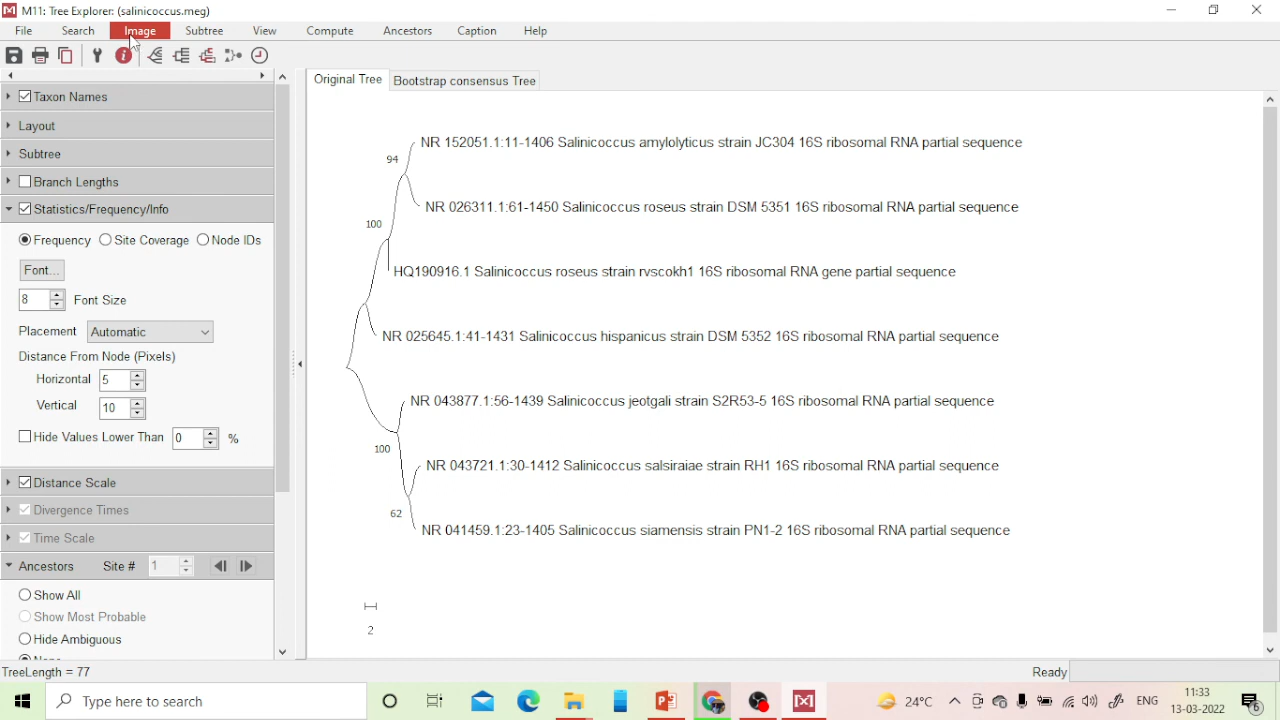 M11: Tree Explorer: (salinicoccus.meg)
File Search Image Subtree View Compute Ancestors Caption Help
Taxon Names
Layout
Subtree
Branch Lengths
Statistics/Frequency/Info
Frequency Site Coverage Node IDs
Font...
8 Font Size
Placement Automatic
Distance From Node (Pixels)
Horizontal 5
Vertical 10
Hide Values Lower Than 0 %
Distance Scale
Divergence Times
Time Scale
Ancestors Site # 1
Show All
Show Most Probable
Hide Ambiguous
Original Tree Bootstrap consensus Tree
NR 152051.1:11-1406 Salinicoccus amylolyticus strain JC304 16S ribosomal RNA partial sequence
94
NR 026311.1:61-1450 Salinicoccus roseus strain DSM 5351 16S ribosomal RNA partial sequence
100
HQ190916.1 Salinicoccus roseus strain rvscokh1 16S ribosomal RNA gene partial sequence
NR 025645.1:41-1431 Salinicoccus hispanicus strain DSM 5352 16S ribosomal RNA partial sequence
NR 043877.1:56-1439 Salinicoccus jeotgali strain S2R53-5 16S ribosomal RNA partial sequence
100
NR 043721.1:30-1412 Salinicoccus salsiraiae strain RH1 16S ribosomal RNA partial sequence
62
NR 041459.1:23-1405 Salinicoccus siamensis strain PN1-2 16S ribosomal RNA partial sequence
2
TreeLength = 77
Ready
Type here to search
24°C
ENG
11:33
13-03-2022
6